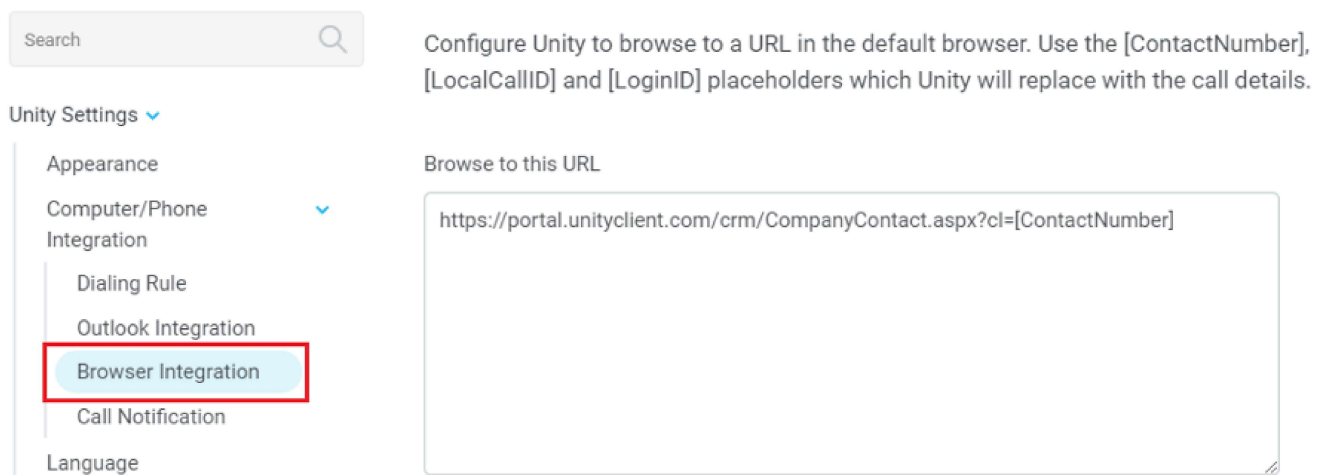 Search
Unity Settings
Appearance
Computer/Phone
Integration
Dialing Rule
Outlook Integration
Browser Integration
Call Notification
Language
Configure Unity to browse to a URL in the default browser. Use the [ContactNumber],
[LocalCallID] and [LoginID] placeholders which Unity will replace with the call details.
Browse to this URL
https://portal.unityclient.com/crm/CompanyContact.aspx?cl=[ContactNumber]